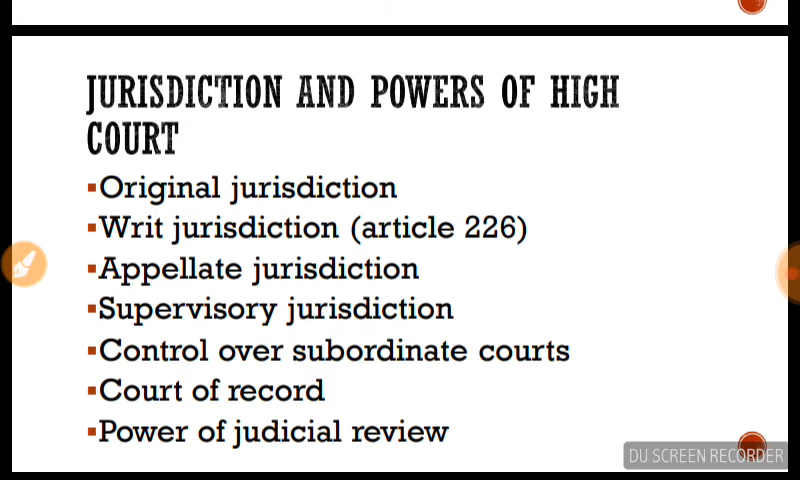 JURISDICTION AND POWERS OF HIGH
COURT
▪Original jurisdiction
▪Writ jurisdiction (article 226)
▪Appellate jurisdiction
▪Supervisory jurisdiction
▪Control over subordinate courts
▪Court of record
▪Power of judicial review
DU SCREEN RECORDER